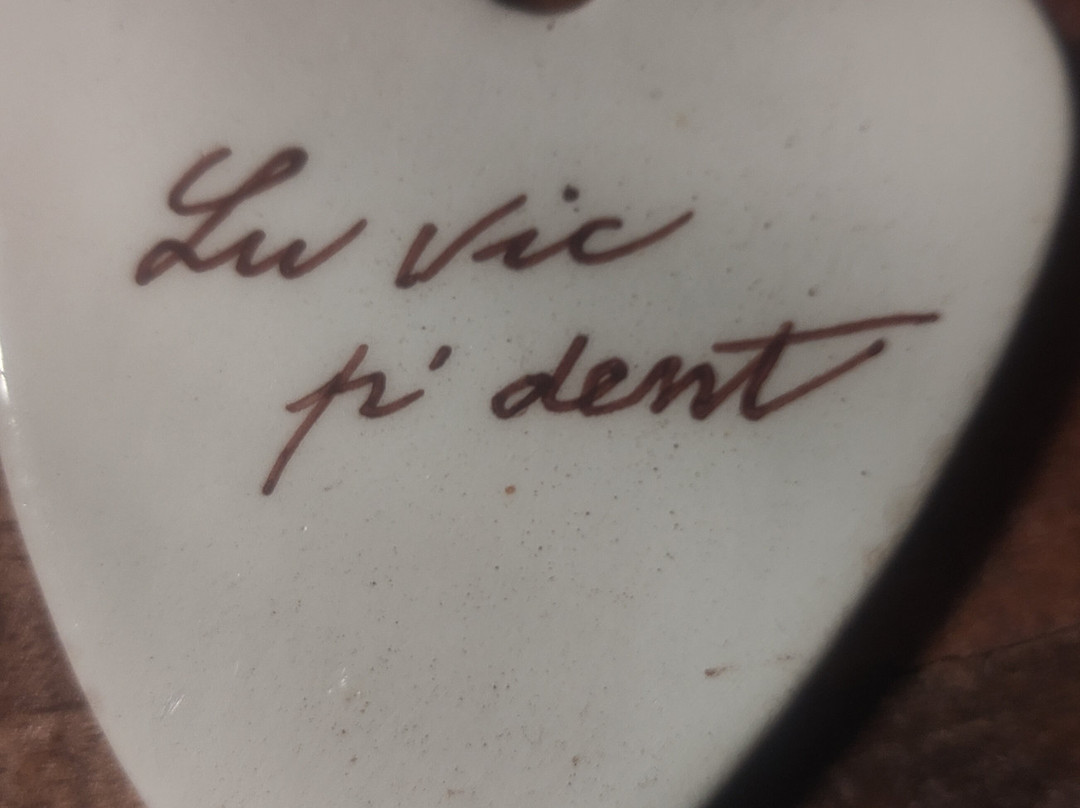 Lu vic
p' dent